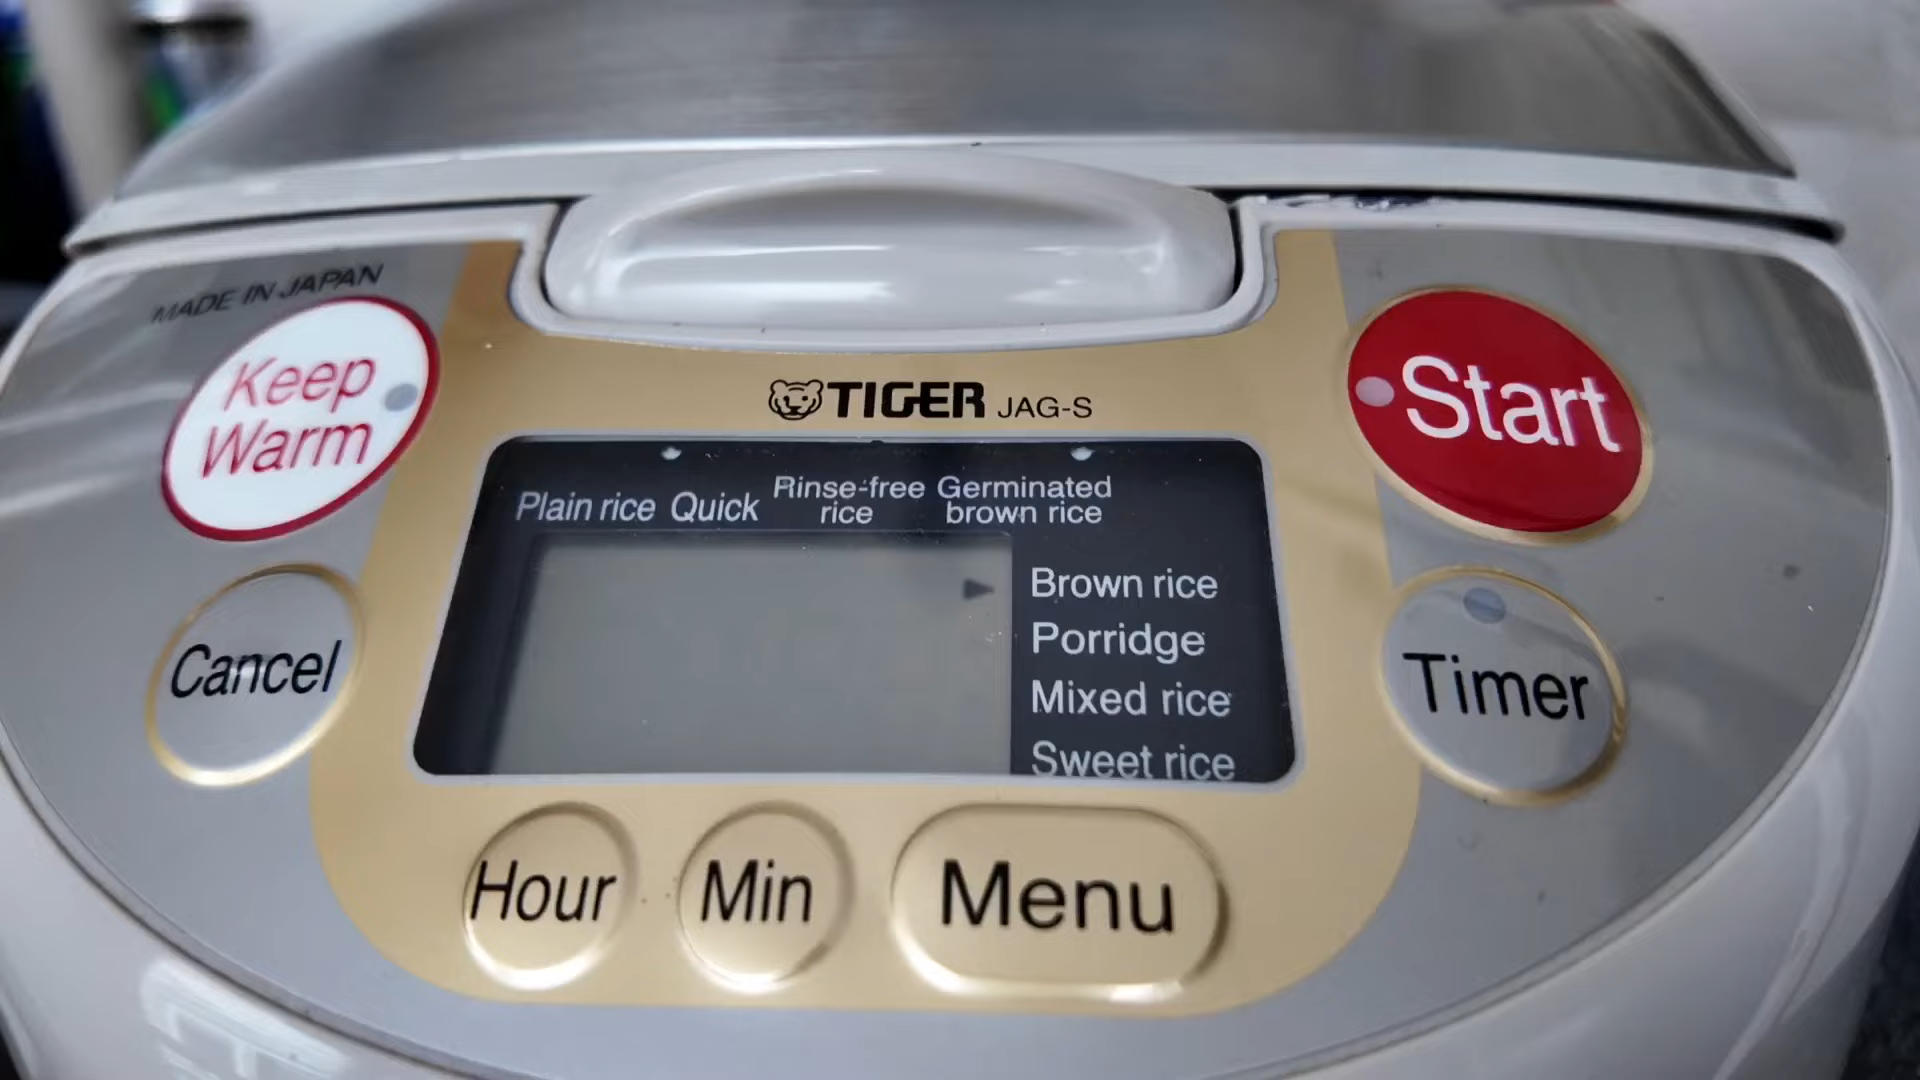 MADE IN JAPAN
Keep
Warm
TIGER JAG-S
Start
Plain rice Quick Rinse-free rice Germinated brown rice
Brown rice
Porridge
Mixed rice
Sweet rice
Cancel
Timer
Hour Min Menu